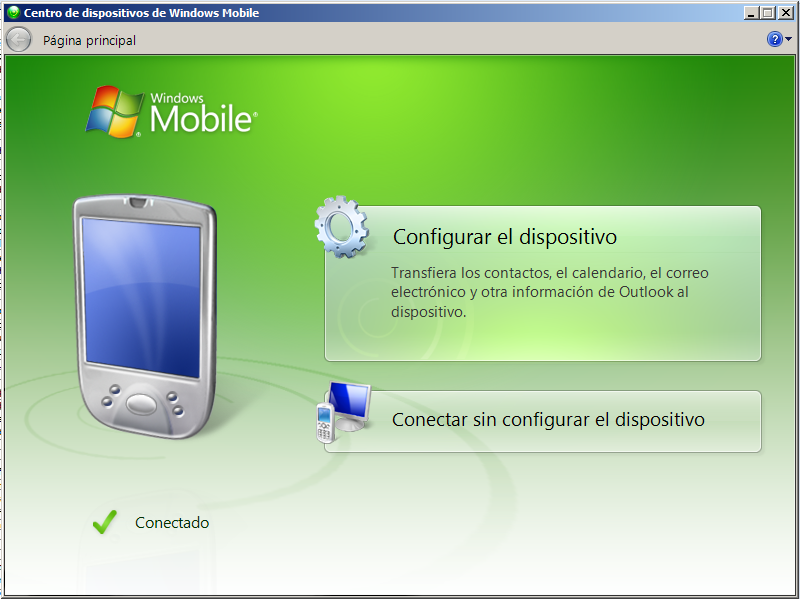 Centro de dispositivos de Windows Mobile
Página principal
Windows
Mobile®
Configurar el dispositivo
Transfiera los contactos, el calendario, el correo
electrónico y otra información de Outlook al
dispositivo.
Conectar sin configurar el dispositivo
Conectado